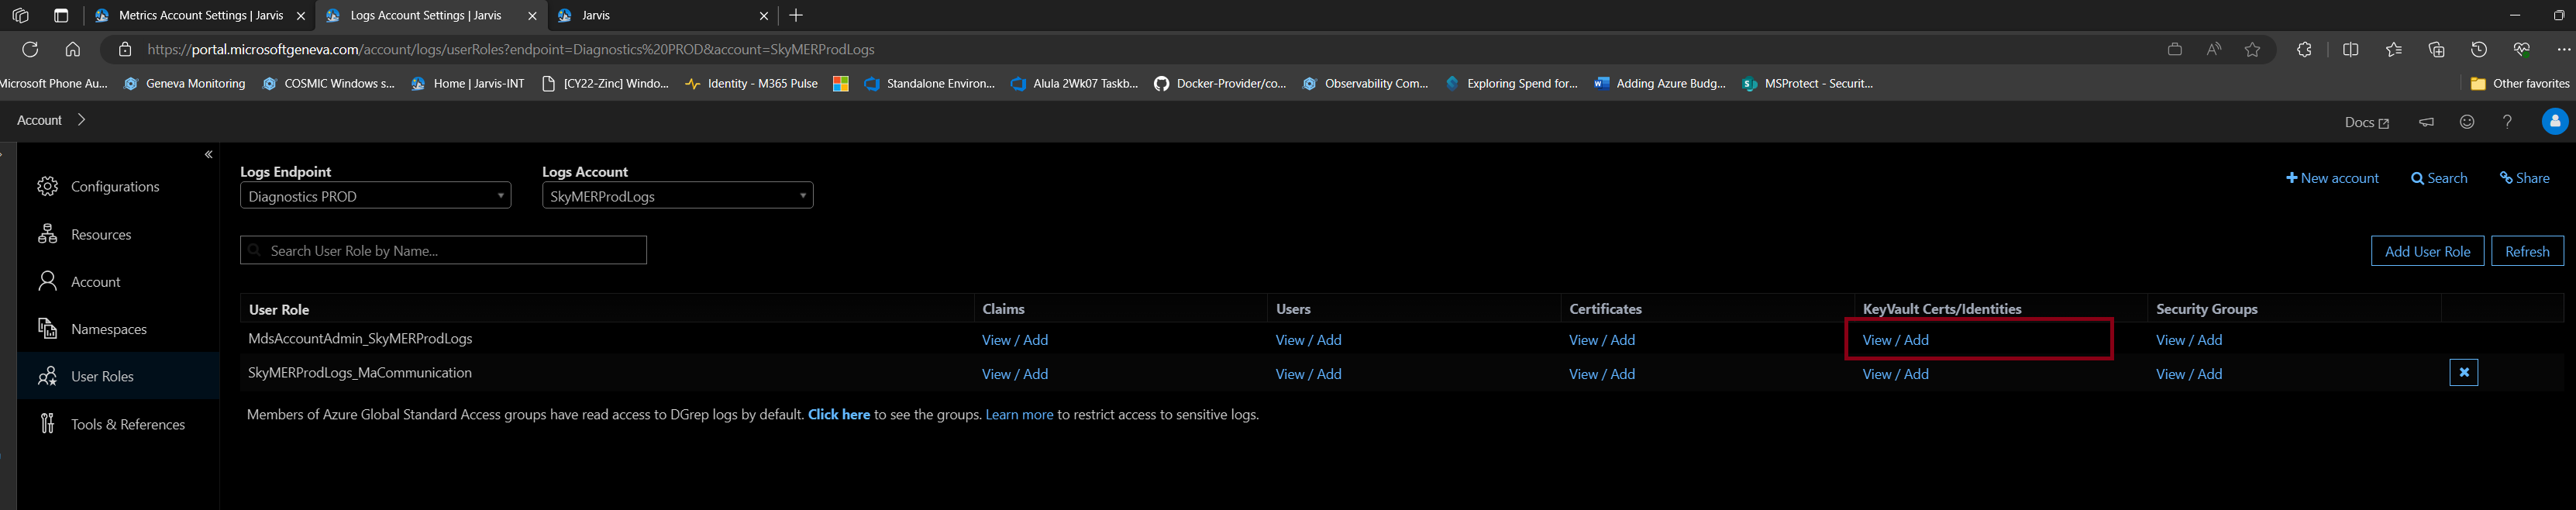 Metrics Account Settings | Jarvis
Logs Account Settings | Jarvis
Jarvis
https://portal.microsoftgeneva.com/account/logs/userRoles?endpoint=Diagnostics%20PROD&account=SkyMERProdLogs
Microsoft Phone Au...
Geneva Monitoring
COSMIC Windows s...
Home | Jarvis-INT
[CY22-Zinc] Windo...
Identity - M365 Pulse
Standalone Environ...
Alula 2Wk07 Taskb...
Docker-Provider/co...
Observability Com...
Exploring Spend for...
Adding Azure Budg...
MSProtect - Securit...
Other favorites
Account
Docs
Configurations
Resources
Account
Namespaces
User Roles
Tools & References
Logs Endpoint
Diagnostics PROD
Logs Account
SkyMERProdLogs
New account
Search
Share
Search User Role by Name...
Add User Role
Refresh
User Role Claims Users Certificates KeyVault Certs/Identities Security Groups
MdsAccountAdmin_SkyMERProdLogs View / Add View / Add View / Add View / Add View / Add
SkyMERProdLogs_MaCommunication View / Add View / Add View / Add View / Add View / Add
Members of Azure Global Standard Access groups have read access to DGrep logs by default. Click here to see the groups. Learn more to restrict access to sensitive logs.